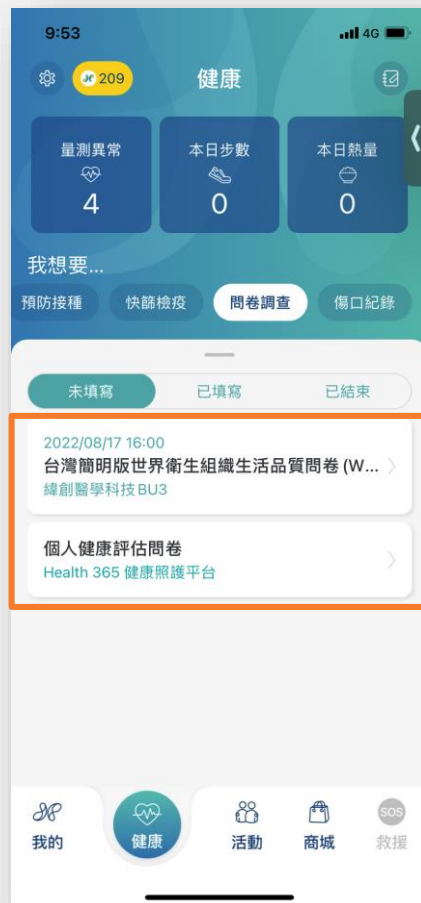 9:53
4G
209
健康
量測異常
本日步數
本日熱量
4
0
0
我想要...
預防接種
快篩檢疫
問卷調查
傷口紀錄
未填寫
已填寫
已結束
2022/08/17 16:00
台灣簡明版世界衛生組織生活品質問卷 (W...
緯創醫學科技BU3
個人健康評估問卷
Health 365 健康照護平台
我的
健康
活動
商城
SOS
救援